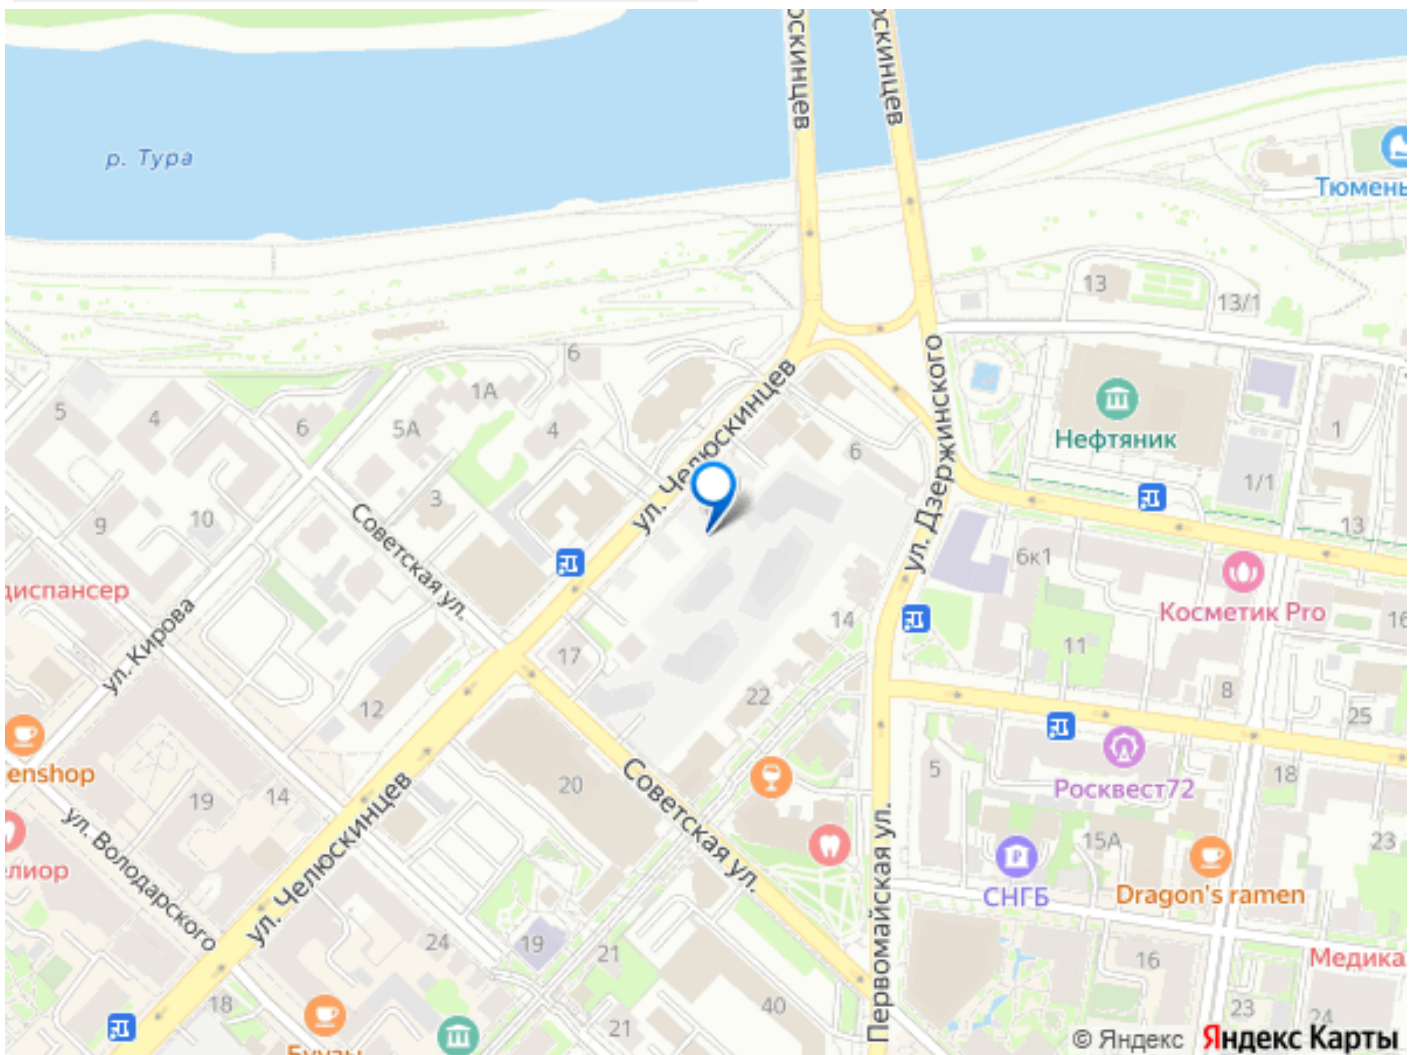 оскинцев
оскинцев
р. Тура
Тюмень
13
13/1
ул. Челюскинцев
ул. Дзержинского
6
1А
5
4
6
5А
4
6
Нефтяник
1
3
1/1
9
10
13
Советская ул.
6к1
диспансер
Косметик Pro
16
ул. Кирова
14
11
17
22
8
12
25
enshop
Росквест72
5
18
20
19
14
Советская ул.
ул. Челюскинцев
Первомайская ул.
15А
23
ул. Володарского
лиор
СНГБ
Dragon's ramen
24
19
21
16
Медика
18
40
21
23
24
© Яндекс Яндекс Карты